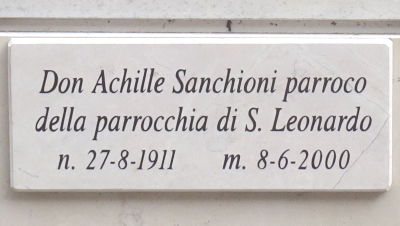 Don Achille Sanchioni parroco
della parrocchia di S. Leonardo
n. 27-8-1911 m. 8-6-2000